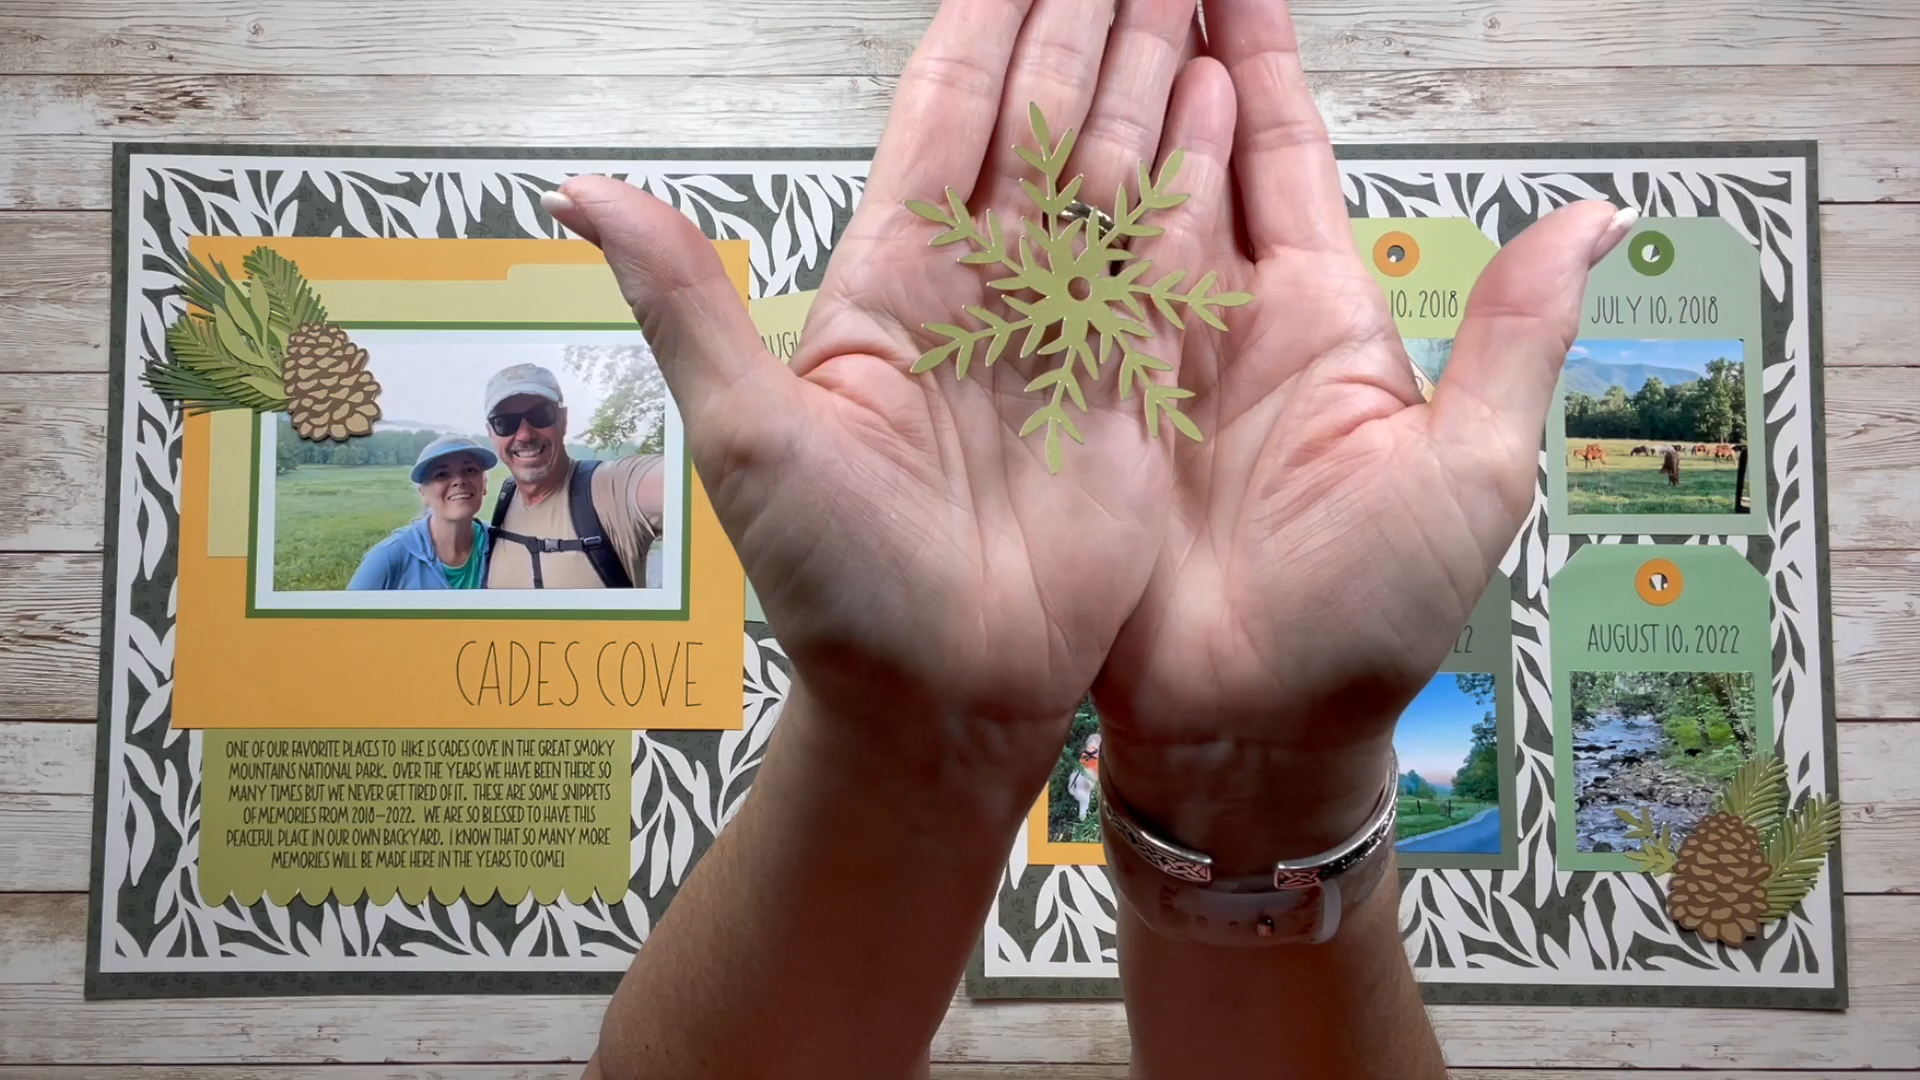 AUGU
10, 2018
JULY 10, 2018
CADES COVE
22
AUGUST 10, 2022
ONE OF OUR FAVORITE PLACES TO HIKE IS CADES COVE IN THE GREAT SMOKY
MOUNTAINS NATIONAL PARK. OVER THE YEARS WE HAVE BEEN THERE SO
MANY TIMES BUT WE NEVER GET TIRED OF IT. THESE ARE SOME SNIPPETS
OF MEMORIES FROM 2018-2022. WE ARE SO BLESSED TO HAVE THIS
PEACEFUL PLACE IN OUR OWN BACKYARD. I KNOW THAT SO MANY MORE
MEMORIES WILL BE MADE HERE IN THE YEARS TO COME!